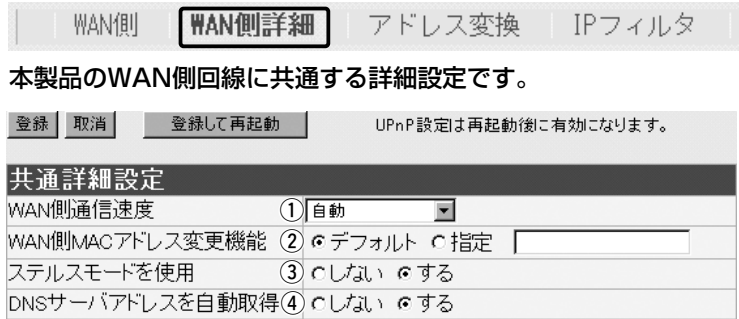 WAN側 WAN側詳細 アドレス変換 IPフィルタ
本製品のWAN側回線に共通する詳細設定です。
登録 取消 登録して再起動 UPnP設定は再起動後に有効になります。
共通詳細設定
WAN側通信速度 ① 自動
WAN側MACアドレス変更機能 ② デフォルト 指定
ステルスモードを使用 ③ しない する
DNSサーバアドレスを自動取得 ④ しない する